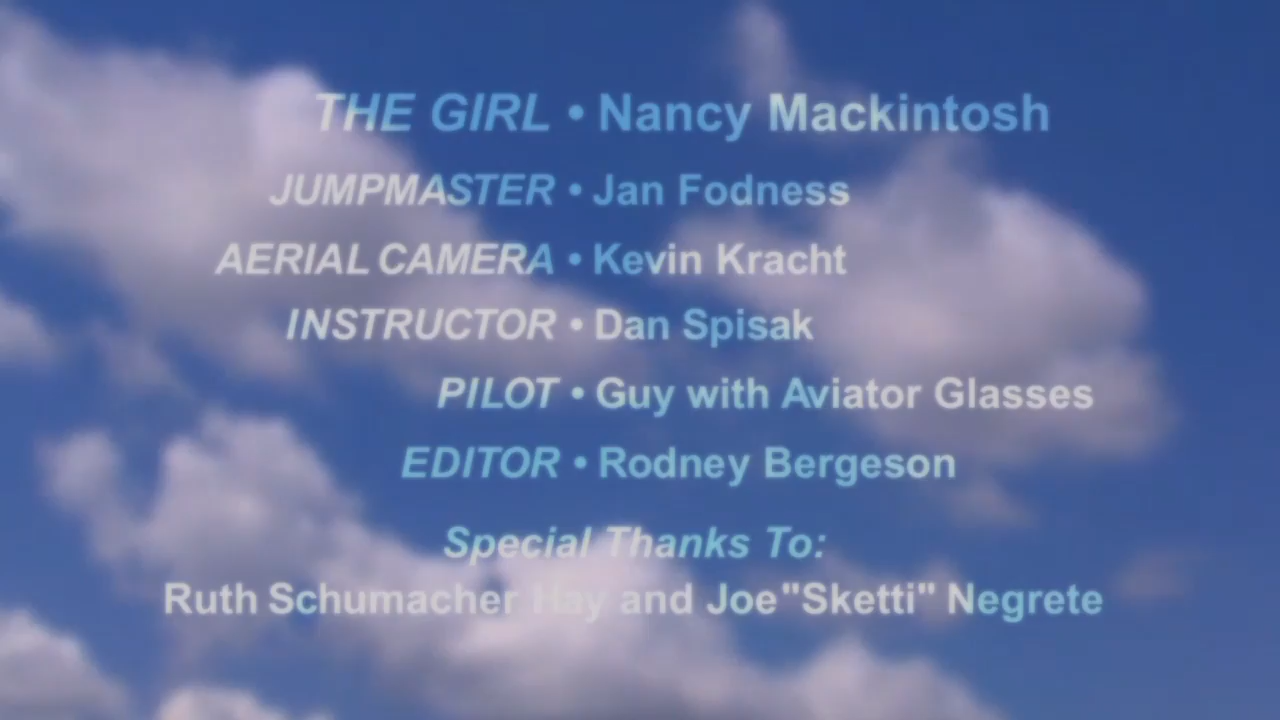 THE GIRL • Nancy Mackintosh
JUMPMASTER • Jan Fodness
AERIAL CAMERA • Kevin Kracht
INSTRUCTOR • Dan Spisak
PILOT • Guy with Aviator Glasses
EDITOR • Rodney Bergeson
Special Thanks To:
Ruth Schumacher Hay and Joe "Sketti" Negrete